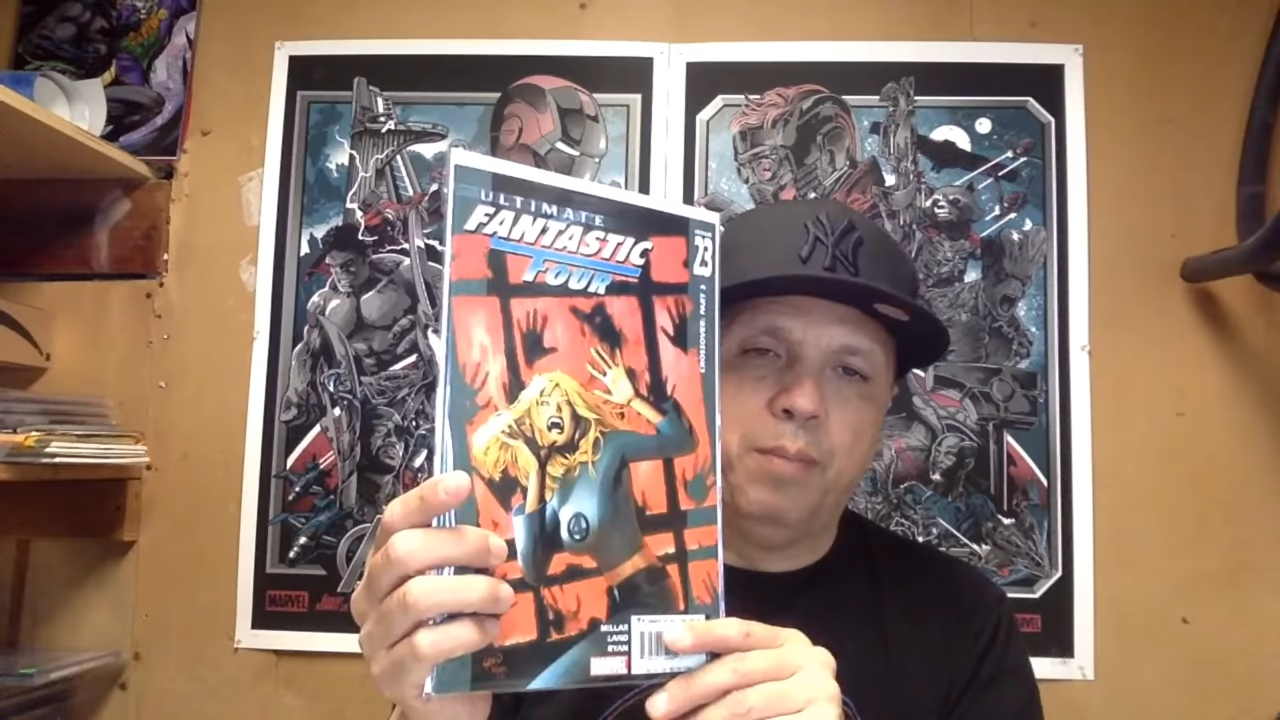 ULTIMATE
FANTASTIC
FOUR
23
CROSSOVER: PART 3
MILLAR
LAND
RYAN
MARVEL
NY
MARVEL